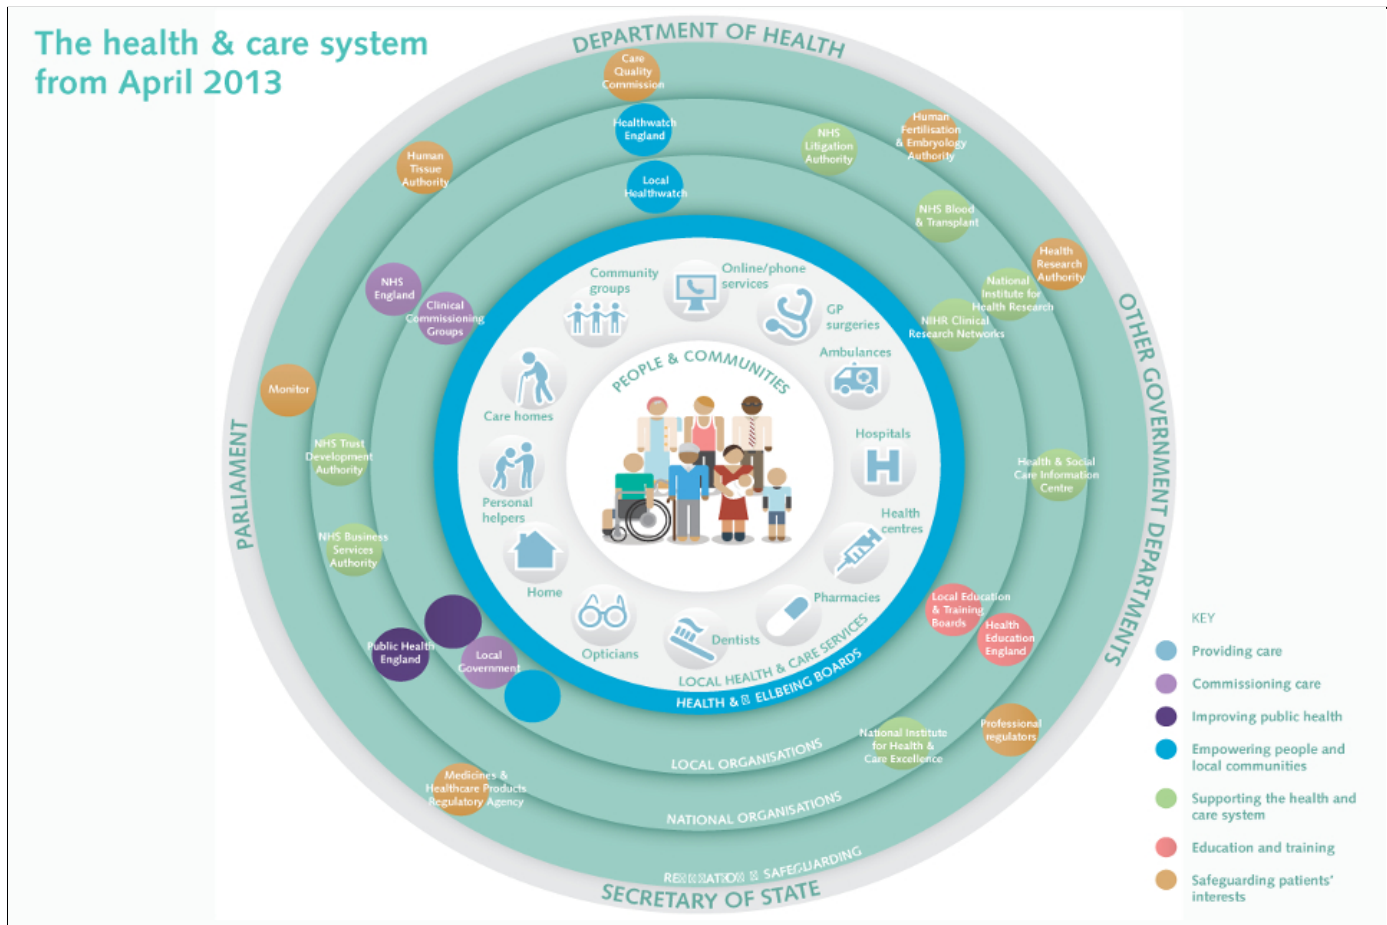 The health & care system
from April 2013
DEPARTMENT OF HEALTH
Care
Quality
Commission
Healthwatch
England
Local
Healthwatch
NHS
Litigation
Authority
Human
Fertilisation
& Embryology
Authority
Human
Tissue
Authority
NHS Blood
& Transplant
Health
Research
Authority
National
Institute for
Health Research
NIHR Clinical
Research Networks
NHS
England
Clinical
Commissioning
Groups
Monitor
NHS Trust
Development
Authority
NHS Business
Services
Authority
PARLIAMENT
OTHER GOVERNMENT DEPARTMENTS
Community
groups
Online/phone
services
GP
surgeries
Ambulances
Care homes
PEOPLE & COMMUNITIES
Hospitals
H
Personal
helpers
Health
centres
Home
Pharmacies
Opticians
Dentists
LOCAL HEALTH & CARE SERVICES
HEALTH & ELLBEING BOARDS
Health & Social
Care Information
Centre
Local Education
& Training
Boards
Health
Education
England
Public Health
England
Local
Government
Professional
regulators
National Institute
for Health &
Care Excellence
Medicines &
Healthcare Products
Regulatory Agency
LOCAL ORGANISATIONS
NATIONAL ORGANISATIONS
SAFEGUARDING
SECRETARY OF STATE
KEY
Providing care
Commissioning care
Improving public health
Empowering people and
local communities
Supporting the health and
care system
Education and training
Safeguarding patients'
interests